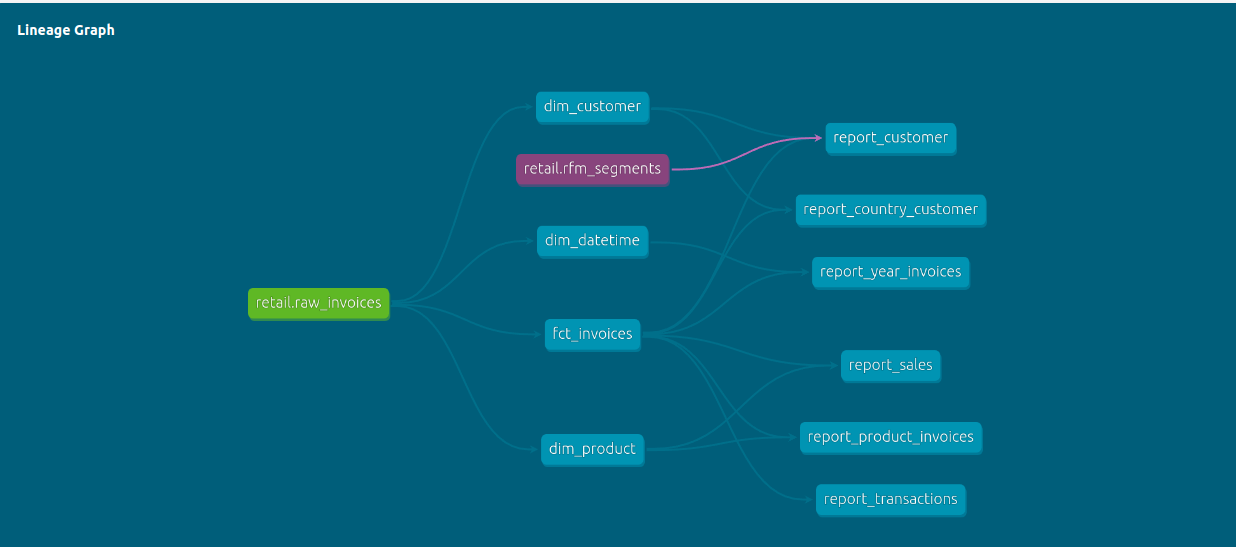 Lineage Graph
dim_customer
report_customer
retail.rfm_segments
report_country_customer
dim_datetime
report_year_invoices
retail.raw_invoices
fct_invoices
report_sales
report_product_invoices
dim_product
report_transactions